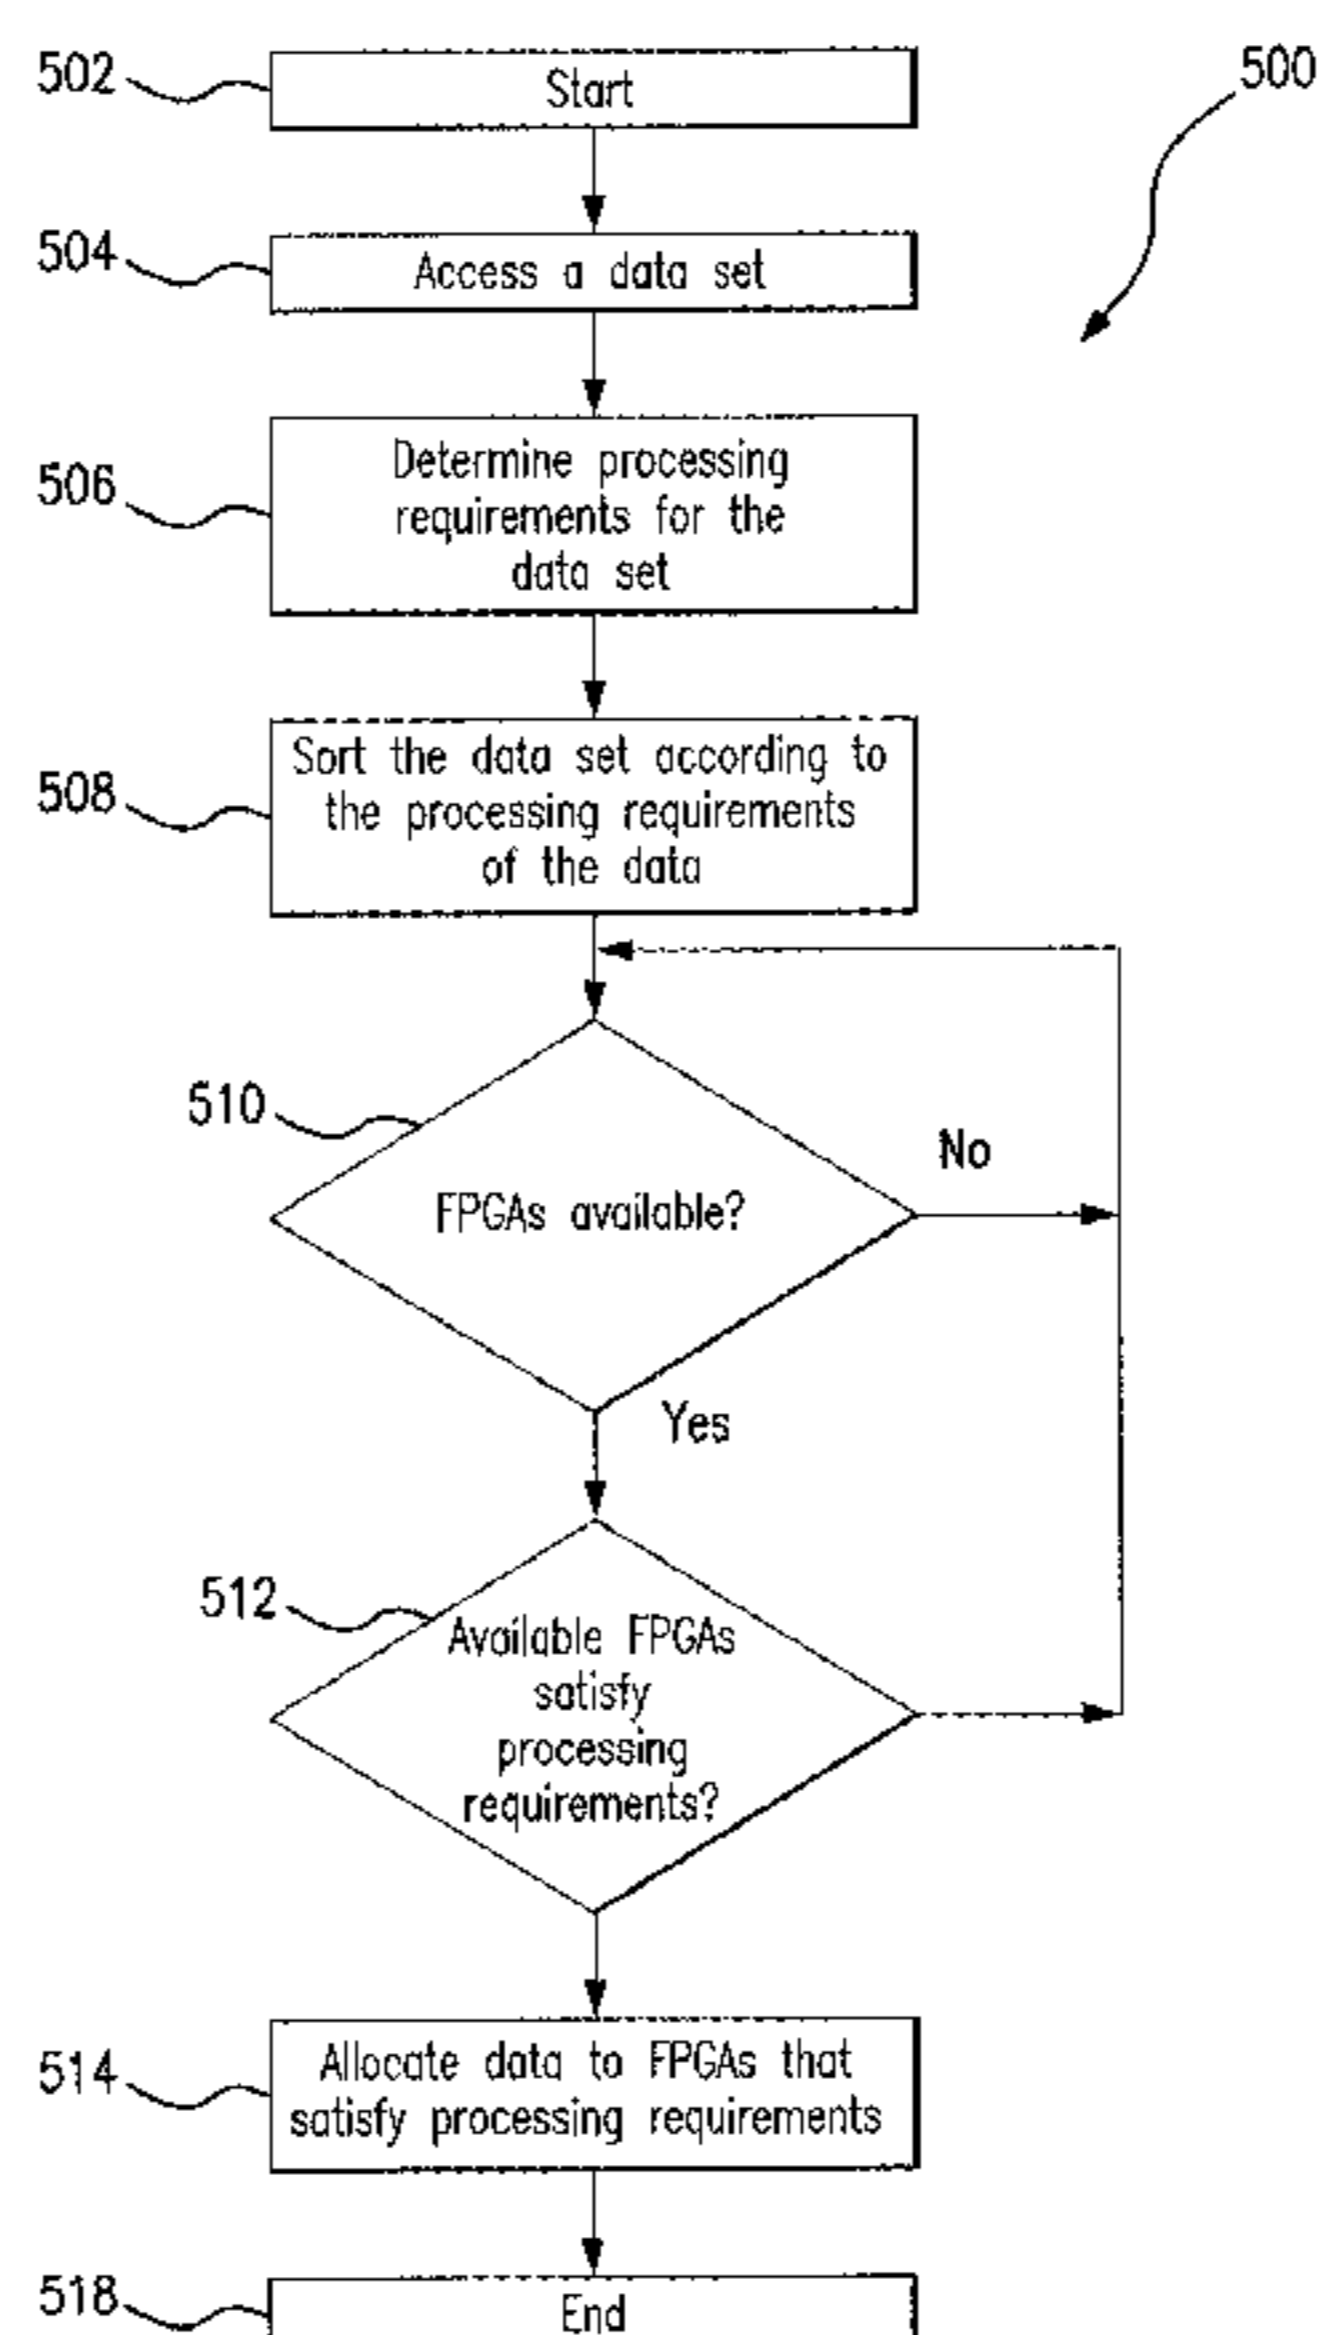 502
Start
500
504
Access a data set
506
Determine processing
requirements for the
data set
508
Sort the data set according to
the processing requirements
of the data
510
FPGAs available?
No
Yes
512
Available FPGAs
satisfy
processing
requirements?
514
Allocate data to FPGAs that
satisfy processing requirements
518
End